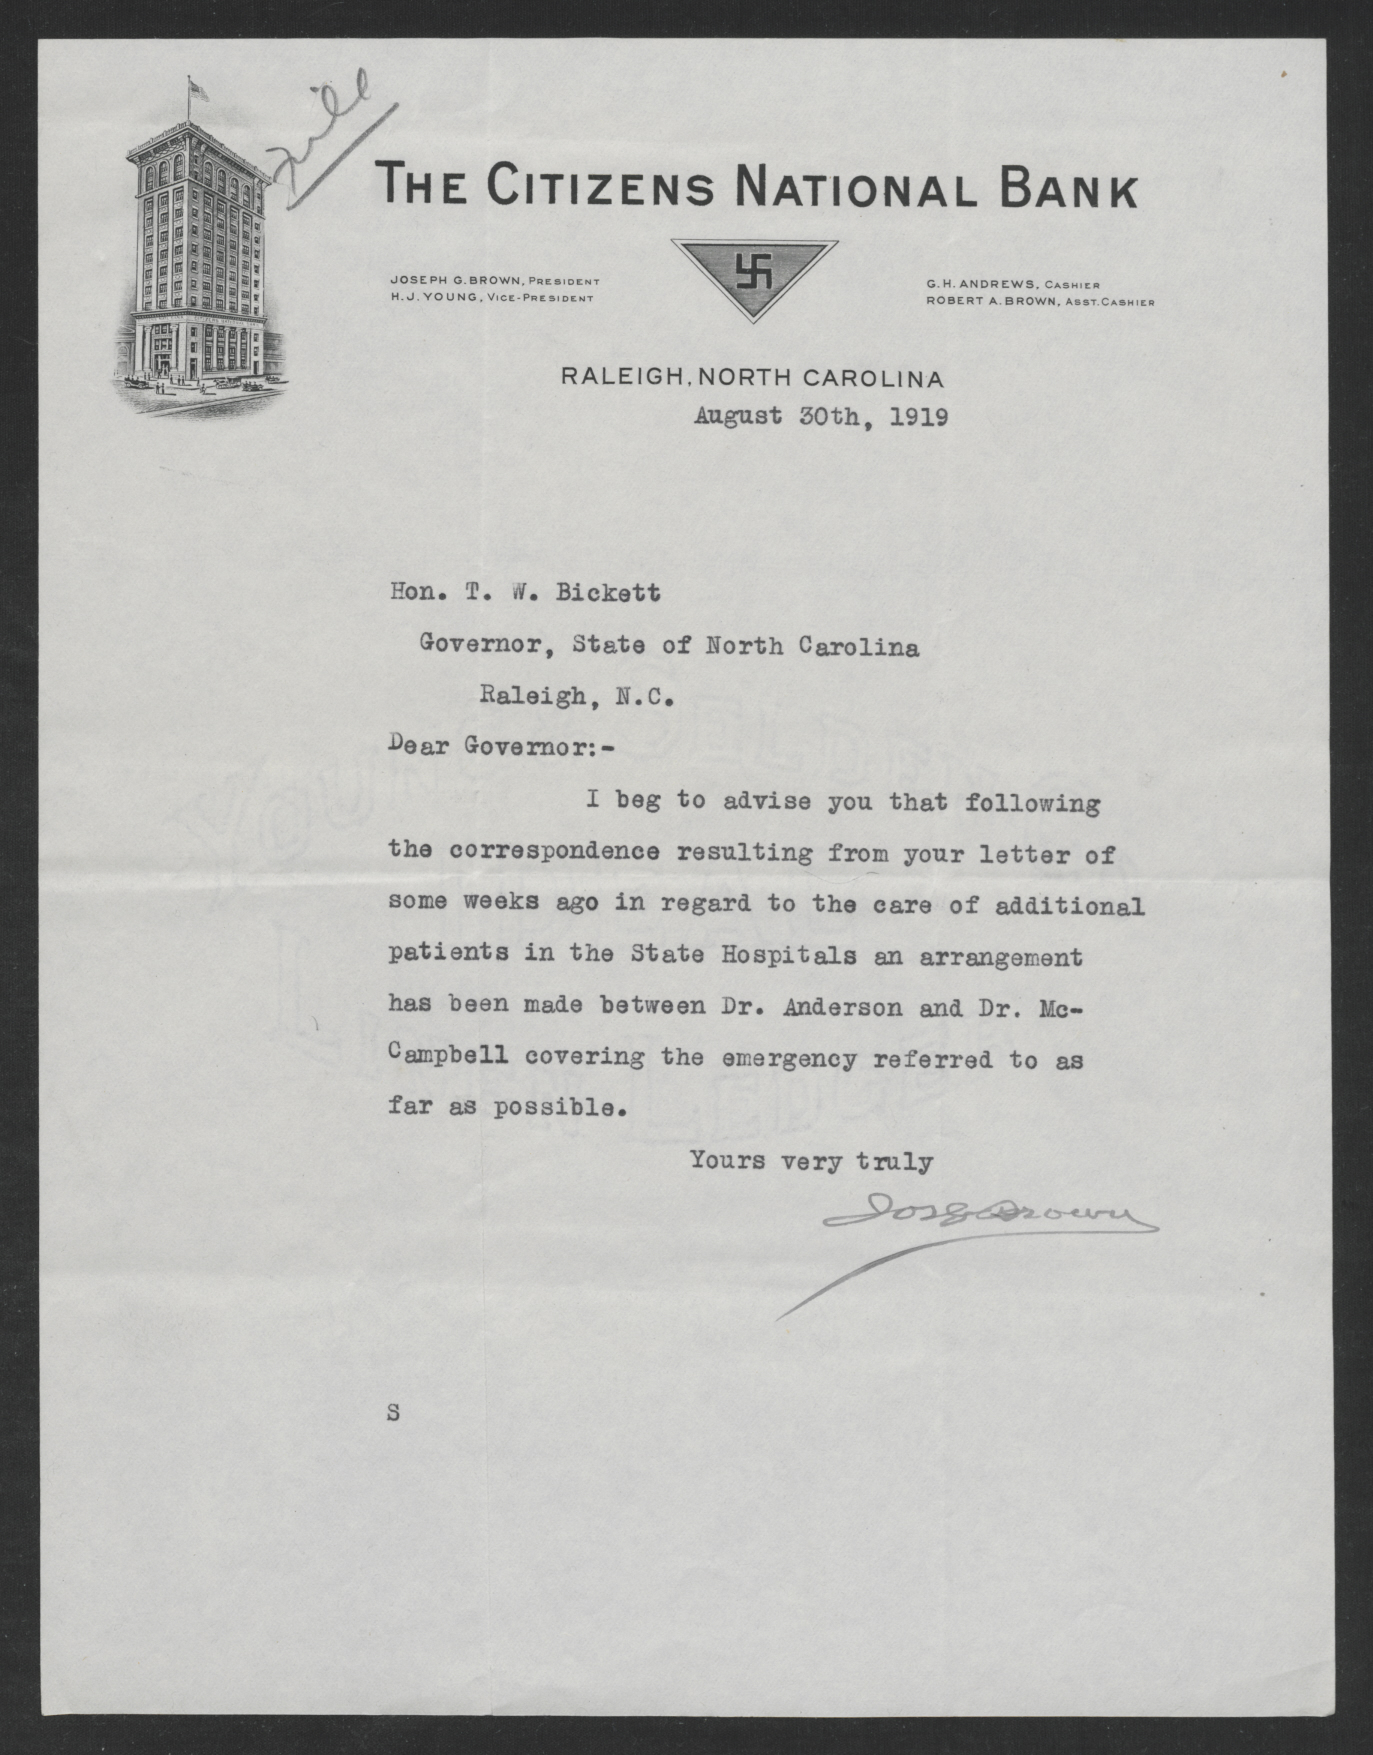 File
THE CITIZENS NATIONAL BANK
JOSEPH G. BROWN, PRESIDENT
H. J. YOUNG, VICE-PRESIDENT
G. H. ANDREWS, CASHIER
ROBERT A. BROWN, ASST. CASHIER
RALEIGH, NORTH CAROLINA
August 30th, 1919
Hon. T. W. Bickett
Governor, State of North Carolina
Raleigh, N.C.
Dear Governor:-
I beg to advise you that following
the correspondence resulting from your letter of
some weeks ago in regard to the care of additional
patients in the State Hospitals an arrangement
has been made between Dr. Anderson and Dr. Mc-
Campbell covering the emergency referred to as
far as possible.
Yours very truly
Jos G Brown
S